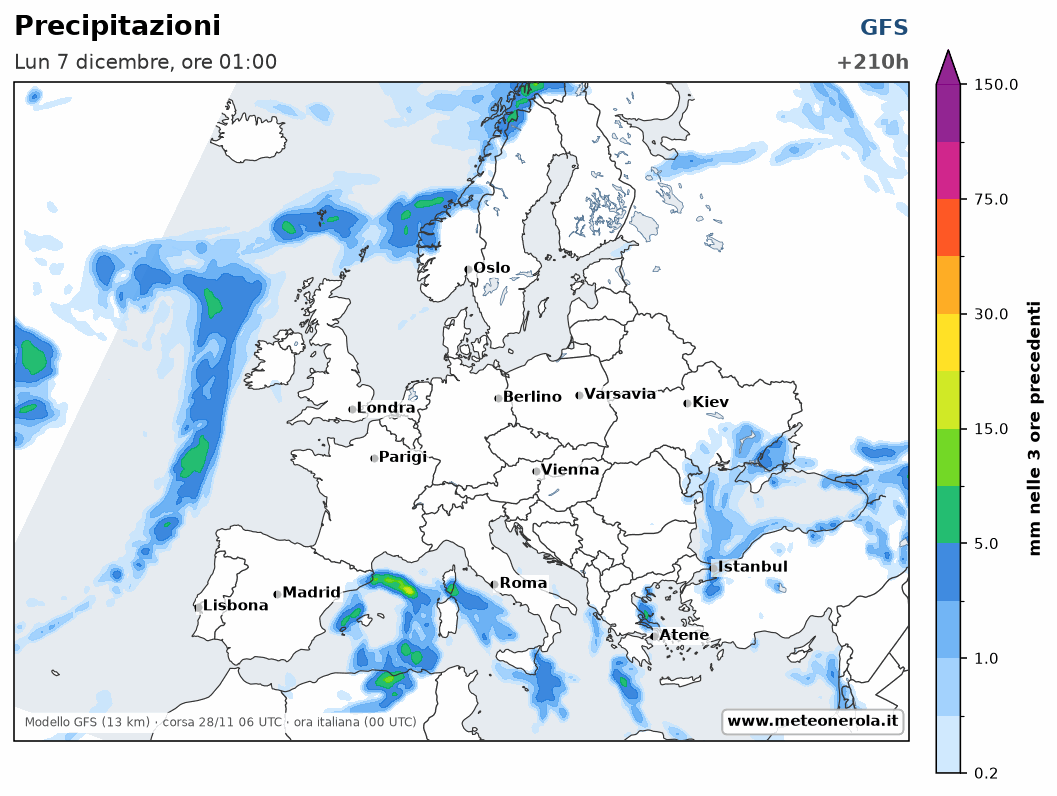 Precipitazioni
GFS
Lun 7 dicembre, ore 01:00
+210h
150.0
75.0
30.0
15.0
5.0
1.0
0.2
mm nelle 3 ore precedenti
Oslo
Berlino
Varsavia
Kiev
Londra
Parigi
Vienna
Istanbul
Roma
Madrid
Lisbona
Atene
Modello GFS (13 km) · corsa 28/11 06 UTC · ora italiana (00 UTC)
www.meteonerola.it